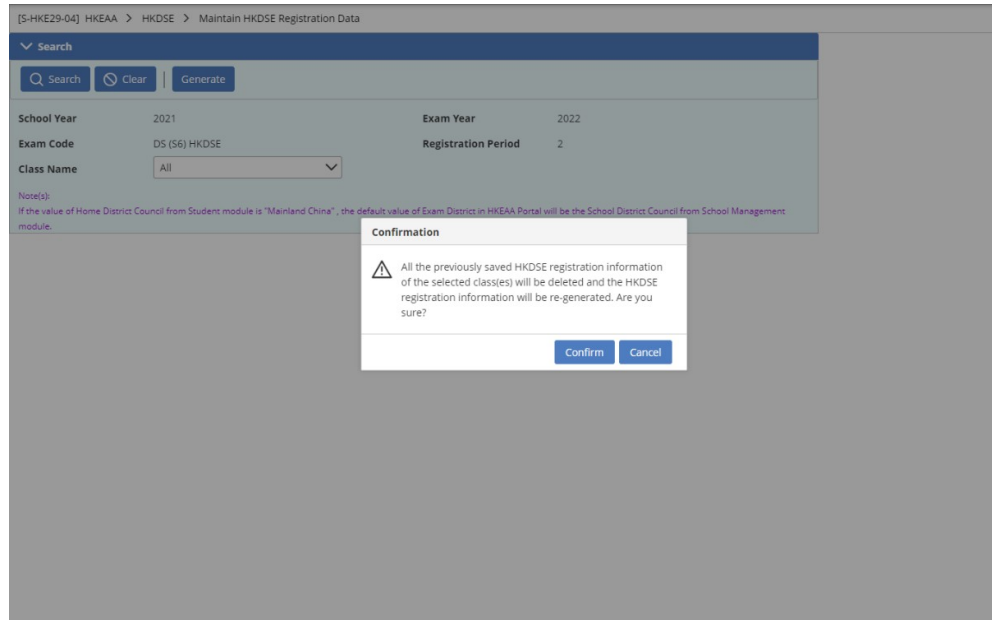 [S-HKE29-04] HKEAA > HKDSE > Maintain HKDSE Registration Data
Search
Search Clear Generate
School Year 2021 Exam Year 2022
Exam Code DS (S6) HKDSE Registration Period 2
Class Name All
Note(s):
If the value of Home District Council from Student module is "Mainland China" , the default value of Exam District in HKEAA Portal will be the School District Council from School Management
module.
Confirmation
All the previously saved HKDSE registration information
of the selected class(es) will be deleted and the HKDSE
registration information will be re-generated. Are you
sure?
Confirm Cancel